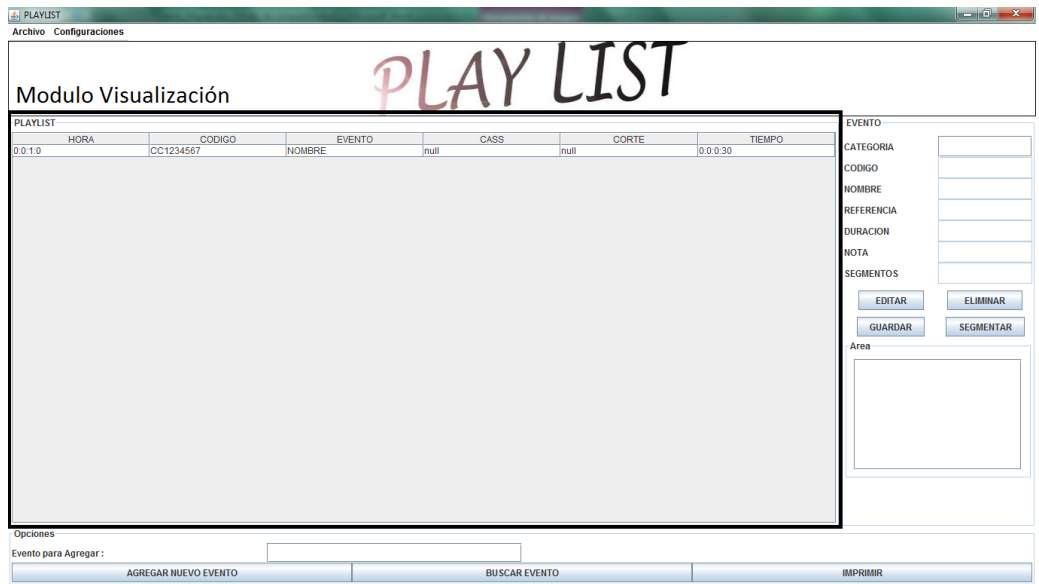 PLAYLIST
Archivo Configuraciones
PLAY LIST
Modulo Visualización
PLAYLIST
HORA CODIGO EVENTO CASS CORTE TIEMPO
0:0:1:0 CC1234567 NOMBRE null null 0:0:0:30
EVENTO
CATEGORIA
CODIGO
NOMBRE
REFERENCIA
DURACION
NOTA
SEGMENTOS
EDITAR ELIMINAR
GUARDAR SEGMENTAR
Area
Opciones
Evento para Agregar :
AGREGAR NUEVO EVENTO BUSCAR EVENTO IMPRIMIR